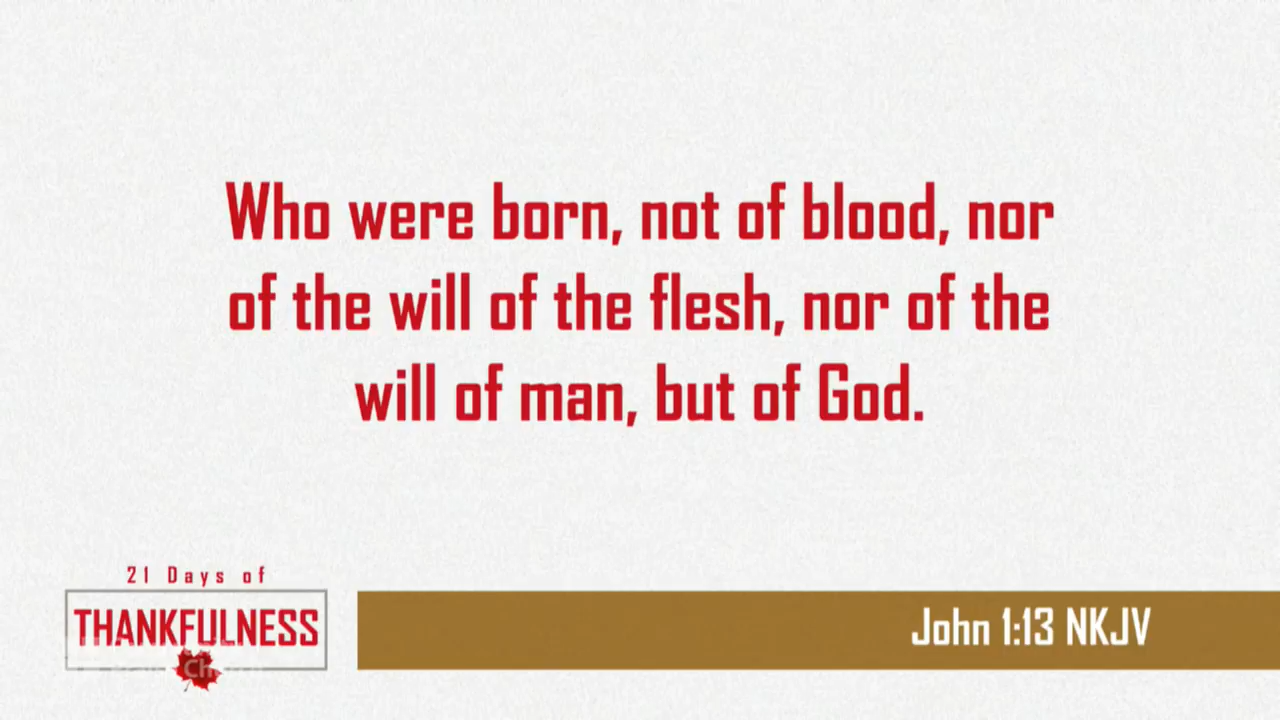 Who were born, not of blood, nor
of the will of the flesh, nor of the
will of man, but of God.
21 Days of
THANKFULNESS
John 1:13 NKJV